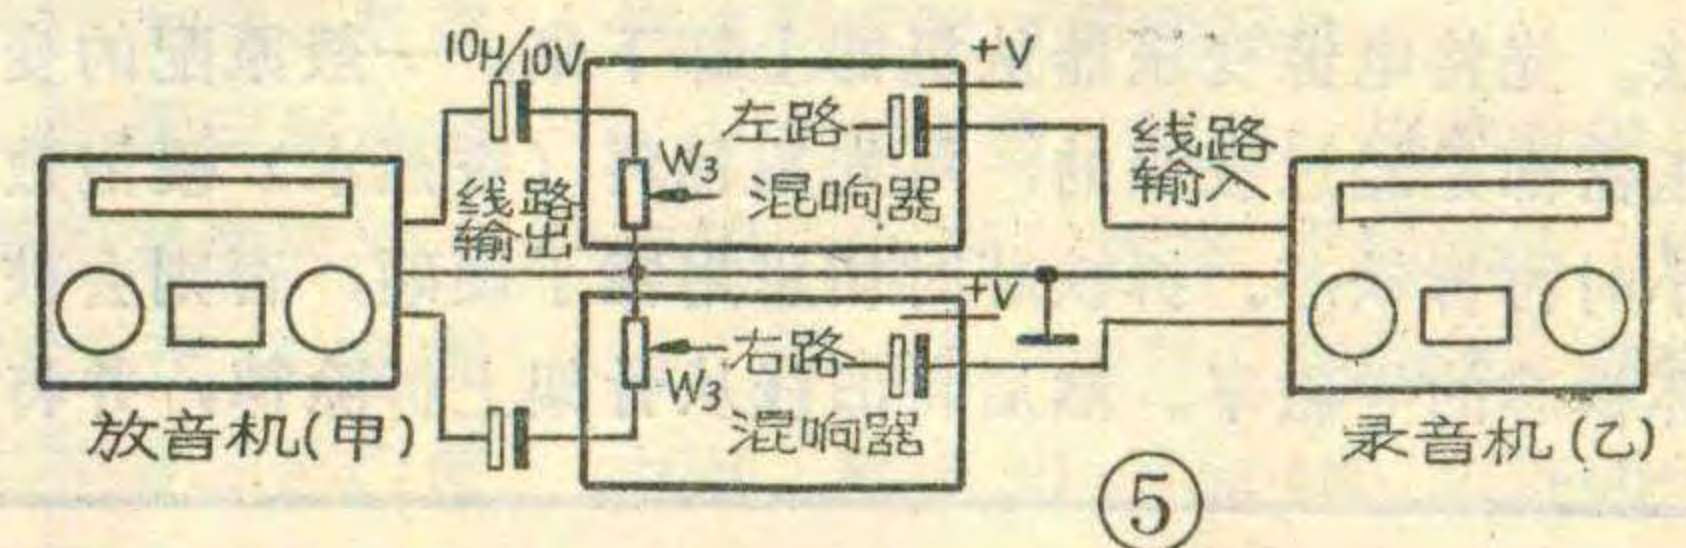 10μ/10V
+V
左路
混响器
W₃
线路
输出
线路
输入
+V
右路
混响器
W₃
放音机(甲)
录音机(乙)
⑤